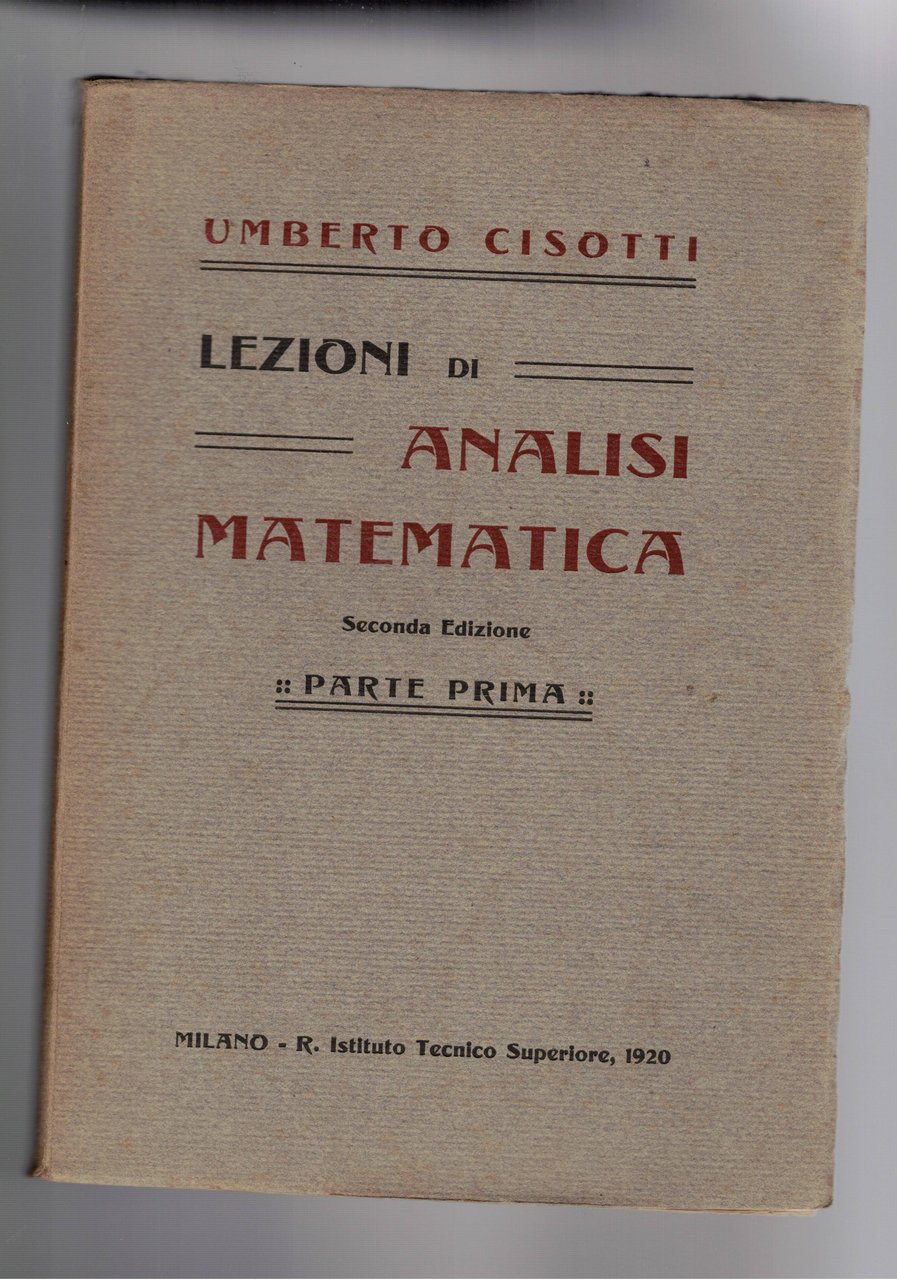 UMBERTO CISOTTI
LEZIONI DI
ANALISI
MATEMATICA
Seconda Edizione
:: PARTE PRIMA ::
MILANO - R. Istituto Tecnico Superiore, 1920